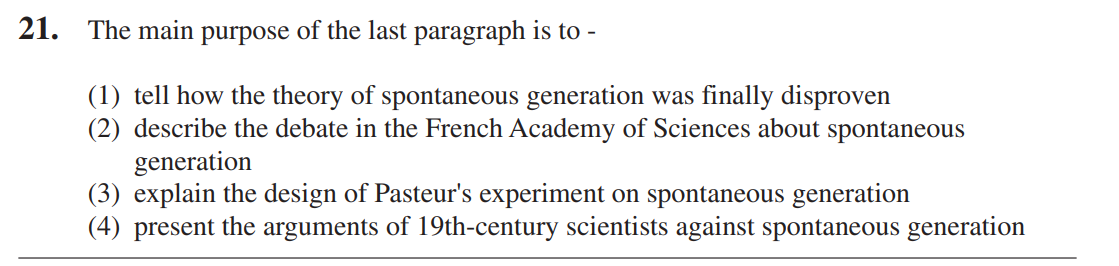 21. The main purpose of the last paragraph is to -
(1) tell how the theory of spontaneous generation was finally disproven
(2) describe the debate in the French Academy of Sciences about spontaneous
generation
(3) explain the design of Pasteur's experiment on spontaneous generation
(4) present the arguments of 19th-century scientists against spontaneous generation